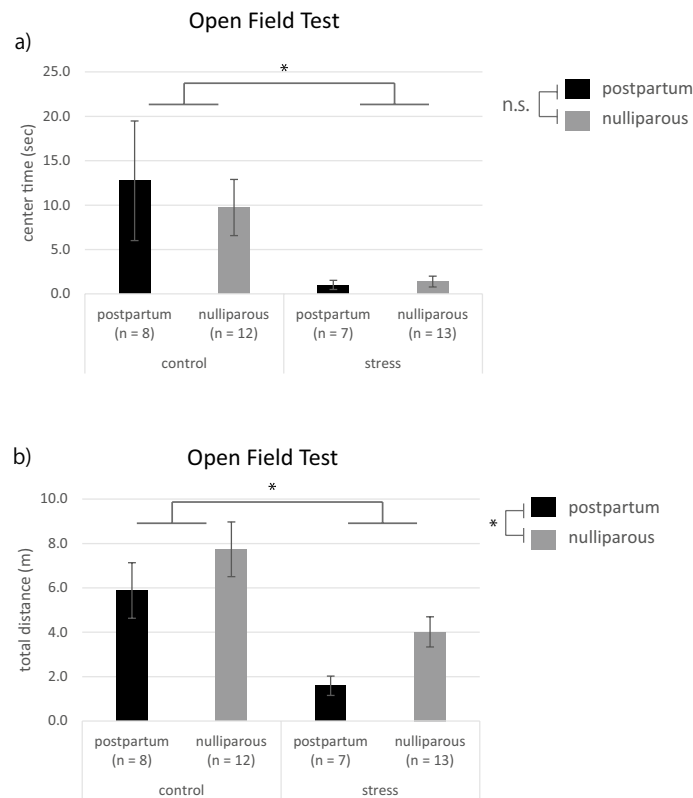 Open Field Test
a)
*
25.0
20.0
15.0
10.0
5.0
0.0
center time (sec)
postpartum
nulliparous
n.s.
postpartum nulliparous postpartum nulliparous
(n = 8) (n = 12) (n = 7) (n = 13)
control stress
b)
Open Field Test
*
10.0
8.0
6.0
4.0
2.0
0.0
total distance (m)
postpartum
*
nulliparous
postpartum nulliparous postpartum nulliparous
(n = 8) (n = 12) (n = 7) (n = 13)
control stress